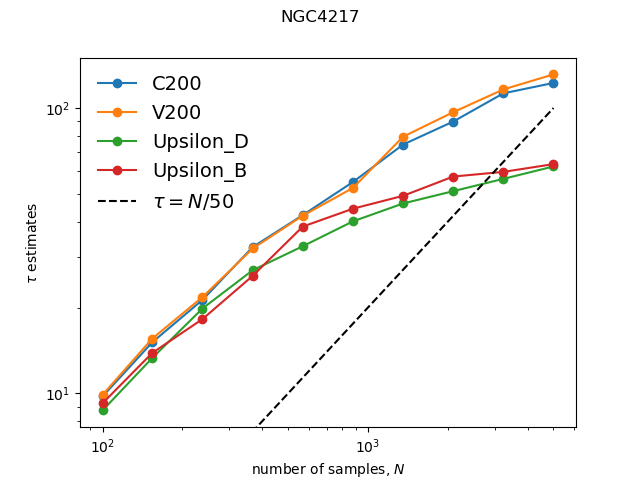 NGC4217
C200
V200
Upsilon_D
Upsilon_B
τ = N/50
τ estimates
10²
10¹
10²
10³
number of samples, N